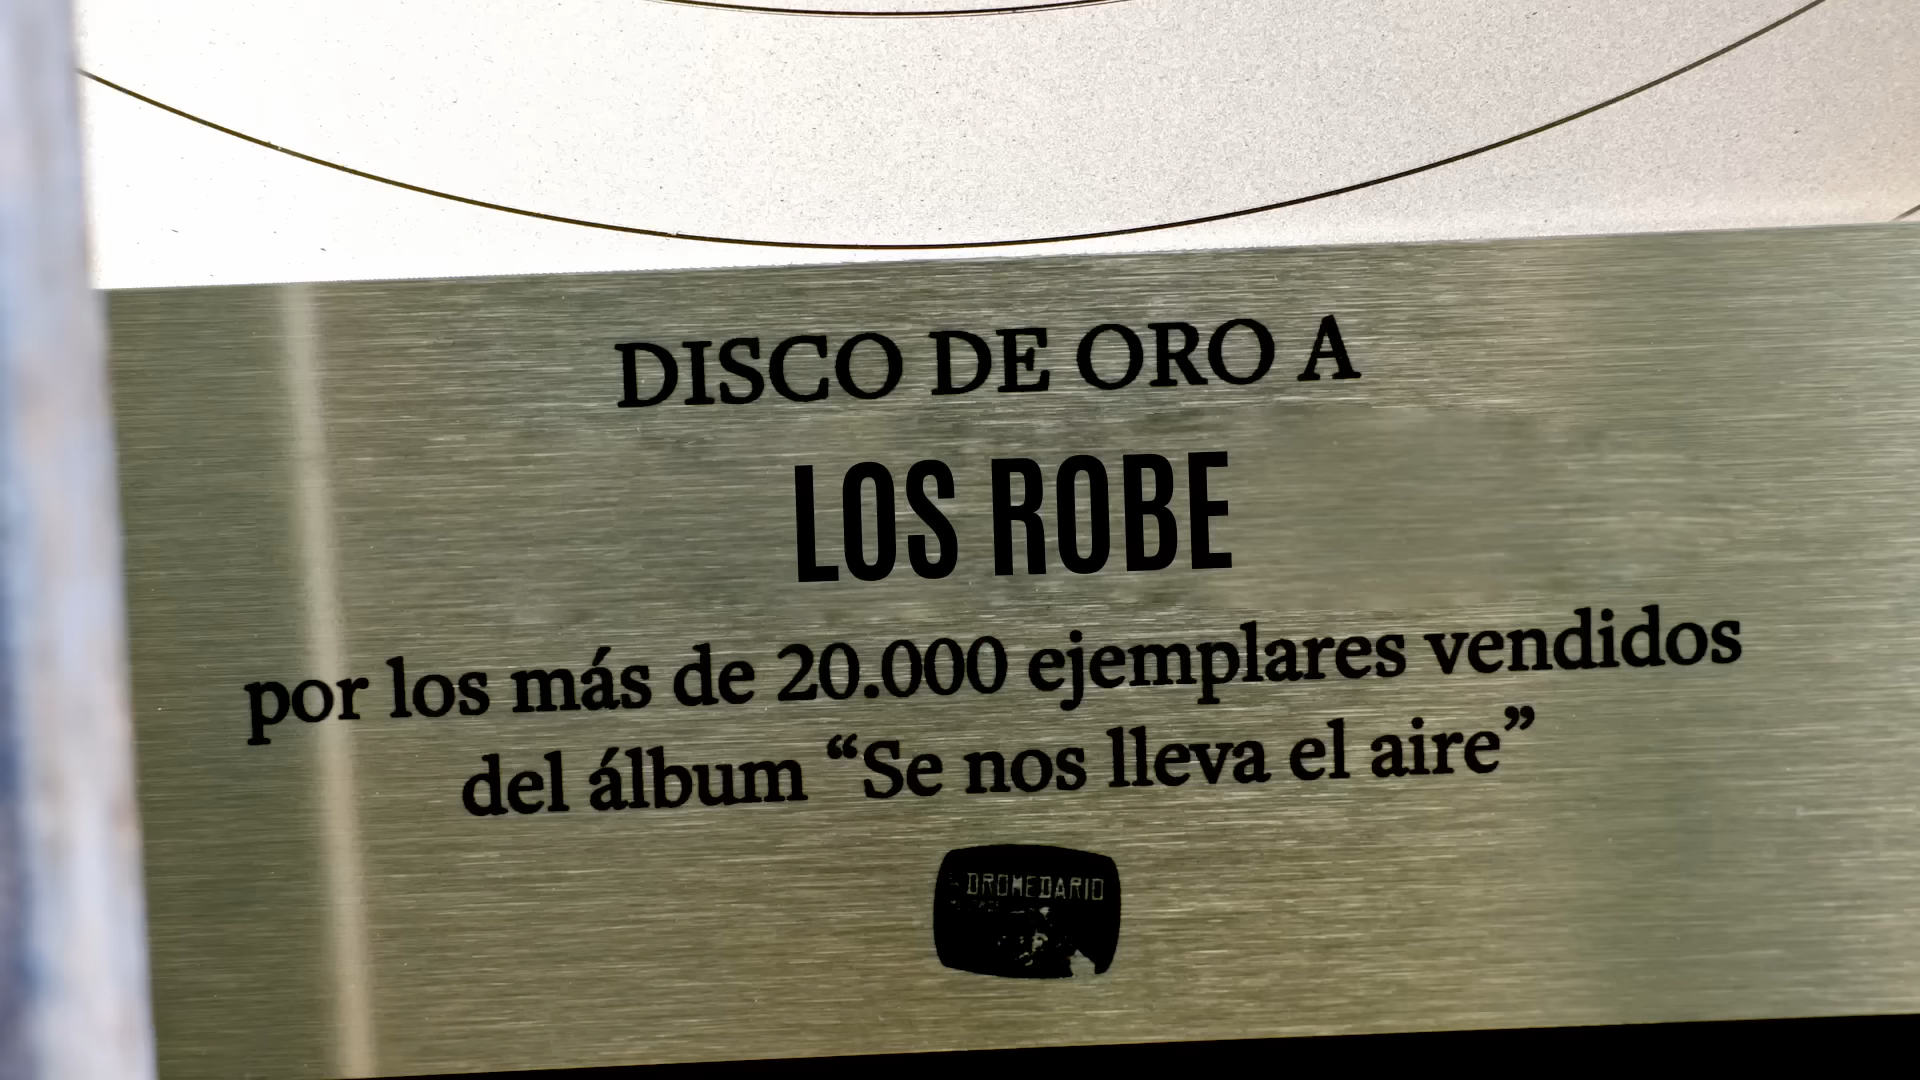 DISCO DE ORO A
LOS ROBE
por los más de 20.000 ejemplares vendidos
del álbum “Se nos lleva el aire”
DROMEDARIO